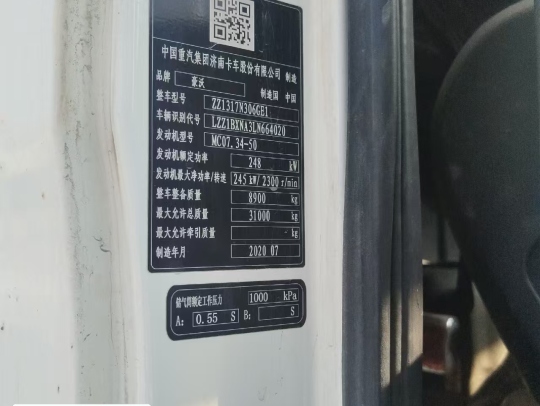 中国重汽集团济南卡车股份有限公司 制造
品牌 豪沃 制造国 中国
整车型号 ZZ1317N306GE1
车辆识别代号 LZZ1BXNA3LN664020
发动机型号 MC07.34-50
发动机额定功率 248 kW
发动机最大净功率/转速 245 kW/ 2300 r/min
整车整备质量 8900 kg
最大允许总质量 31000 kg
最大允许牵引质量 kg
制造年月 2020 07
储气筒额定工作压力 1000 kPa
A: 0.55 S B: S